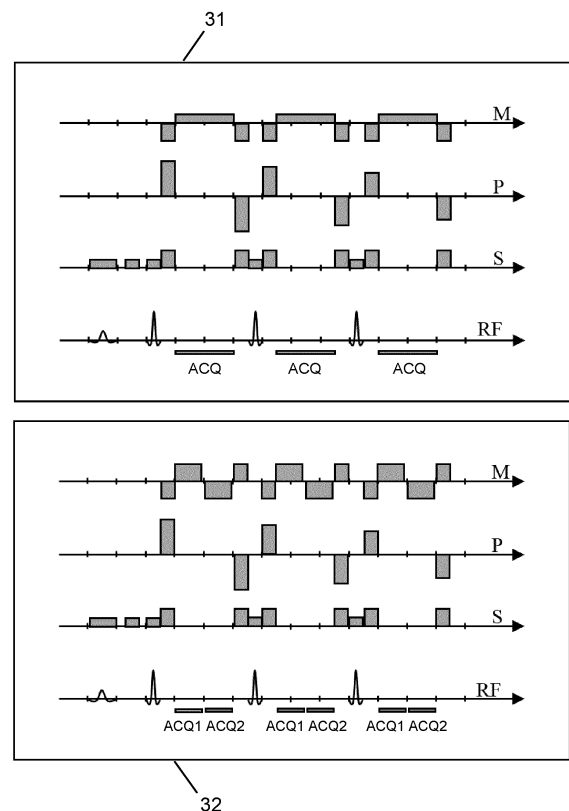 31
M
P
S
RF
ACQ ACQ ACQ
M
P
S
RF
ACQ1 ACQ2 ACQ1 ACQ2 ACQ1 ACQ2
32